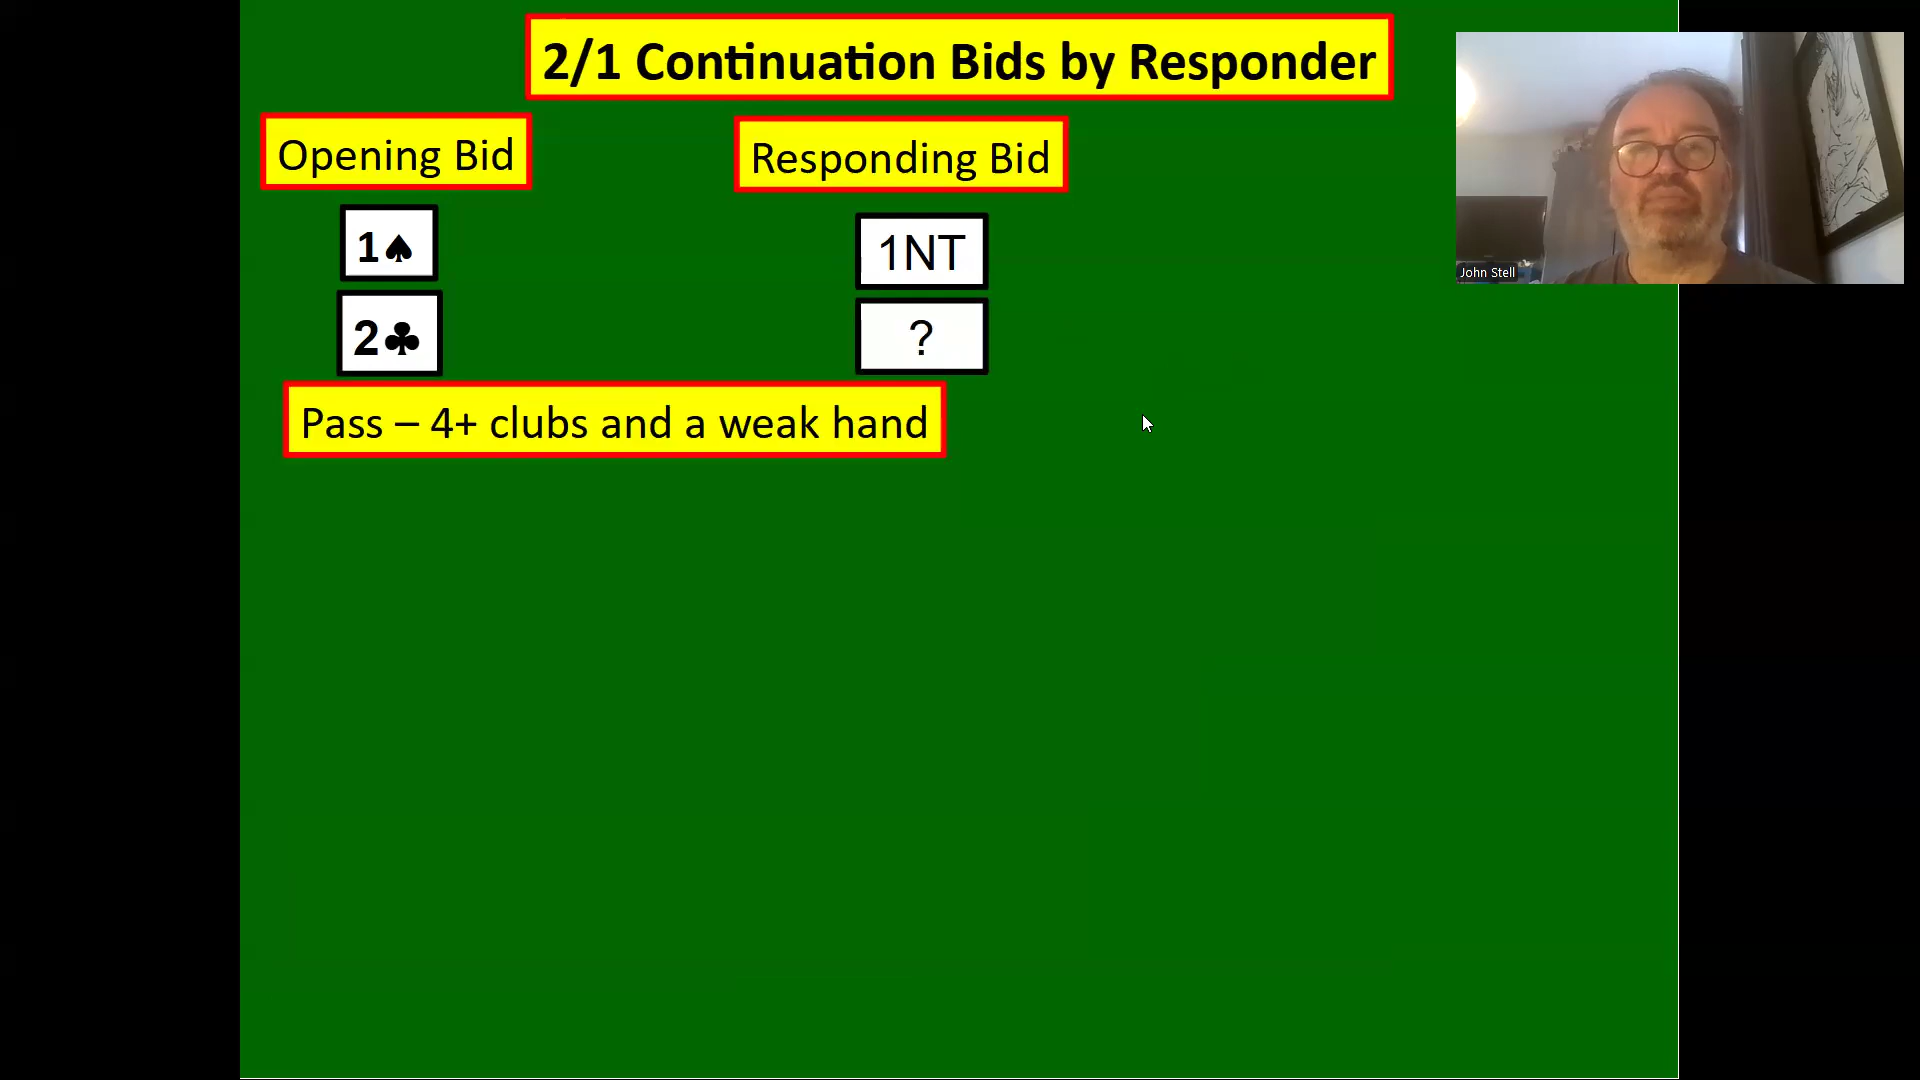 2/1 Continuation Bids by Responder
Opening Bid
Responding Bid
1♠
1NT
2♣
?
Pass – 4+ clubs and a weak hand
John Stell